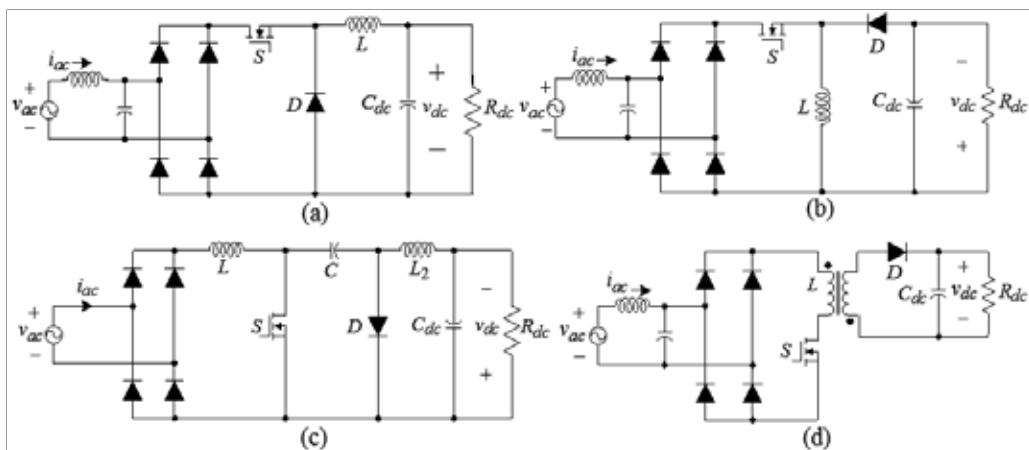 L
i_ac
S
+
v_ac
−
D
C_dc
+
v_dc
−
R_dc
(a)
S
D
i_ac
+
v_ac
−
L
C_dc
−
v_dc
+
R_dc
(b)
L
C
L_2
i_ac
+
v_ac
−
S
D
C_dc
−
v_dc
+
R_dc
(c)
D
i_ac
L
+
v_ac
−
C_dc
+
v_dc
−
R_dc
S
(d)